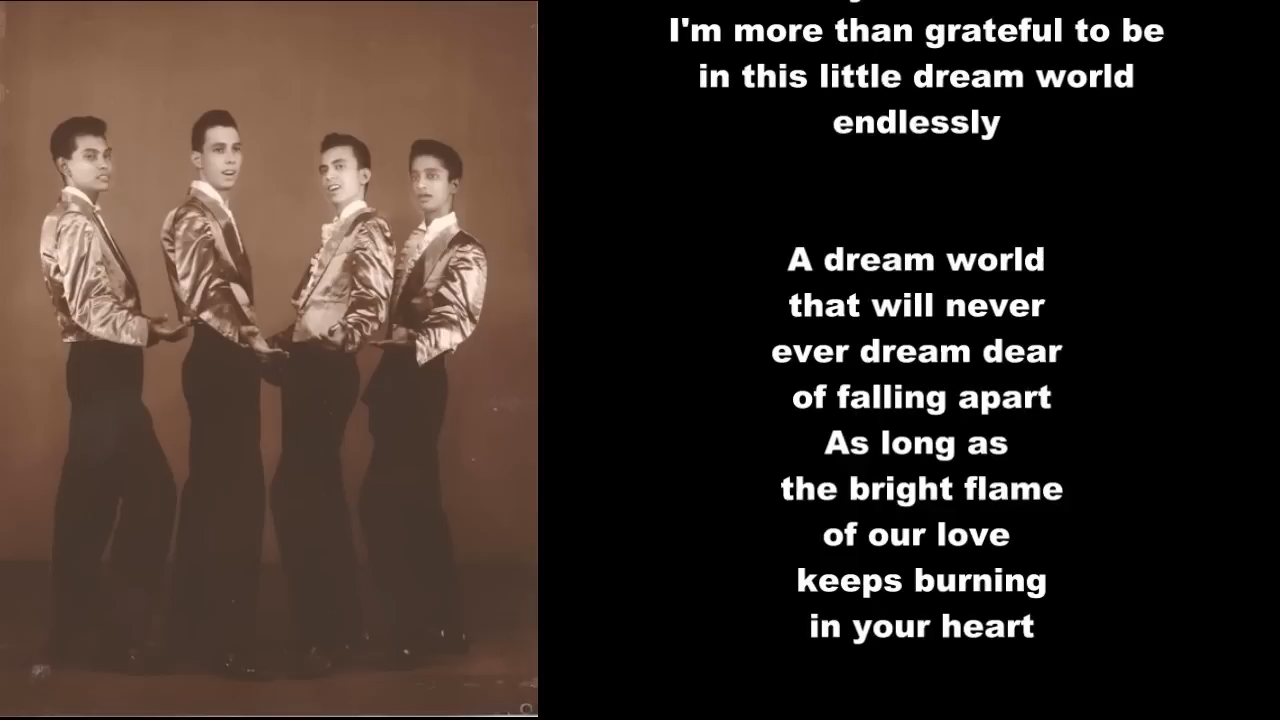 I'm more than grateful to be
in this little dream world
endlessly
A dream world
that will never
ever dream dear
of falling apart
As long as
the bright flame
of our love
keeps burning
in your heart